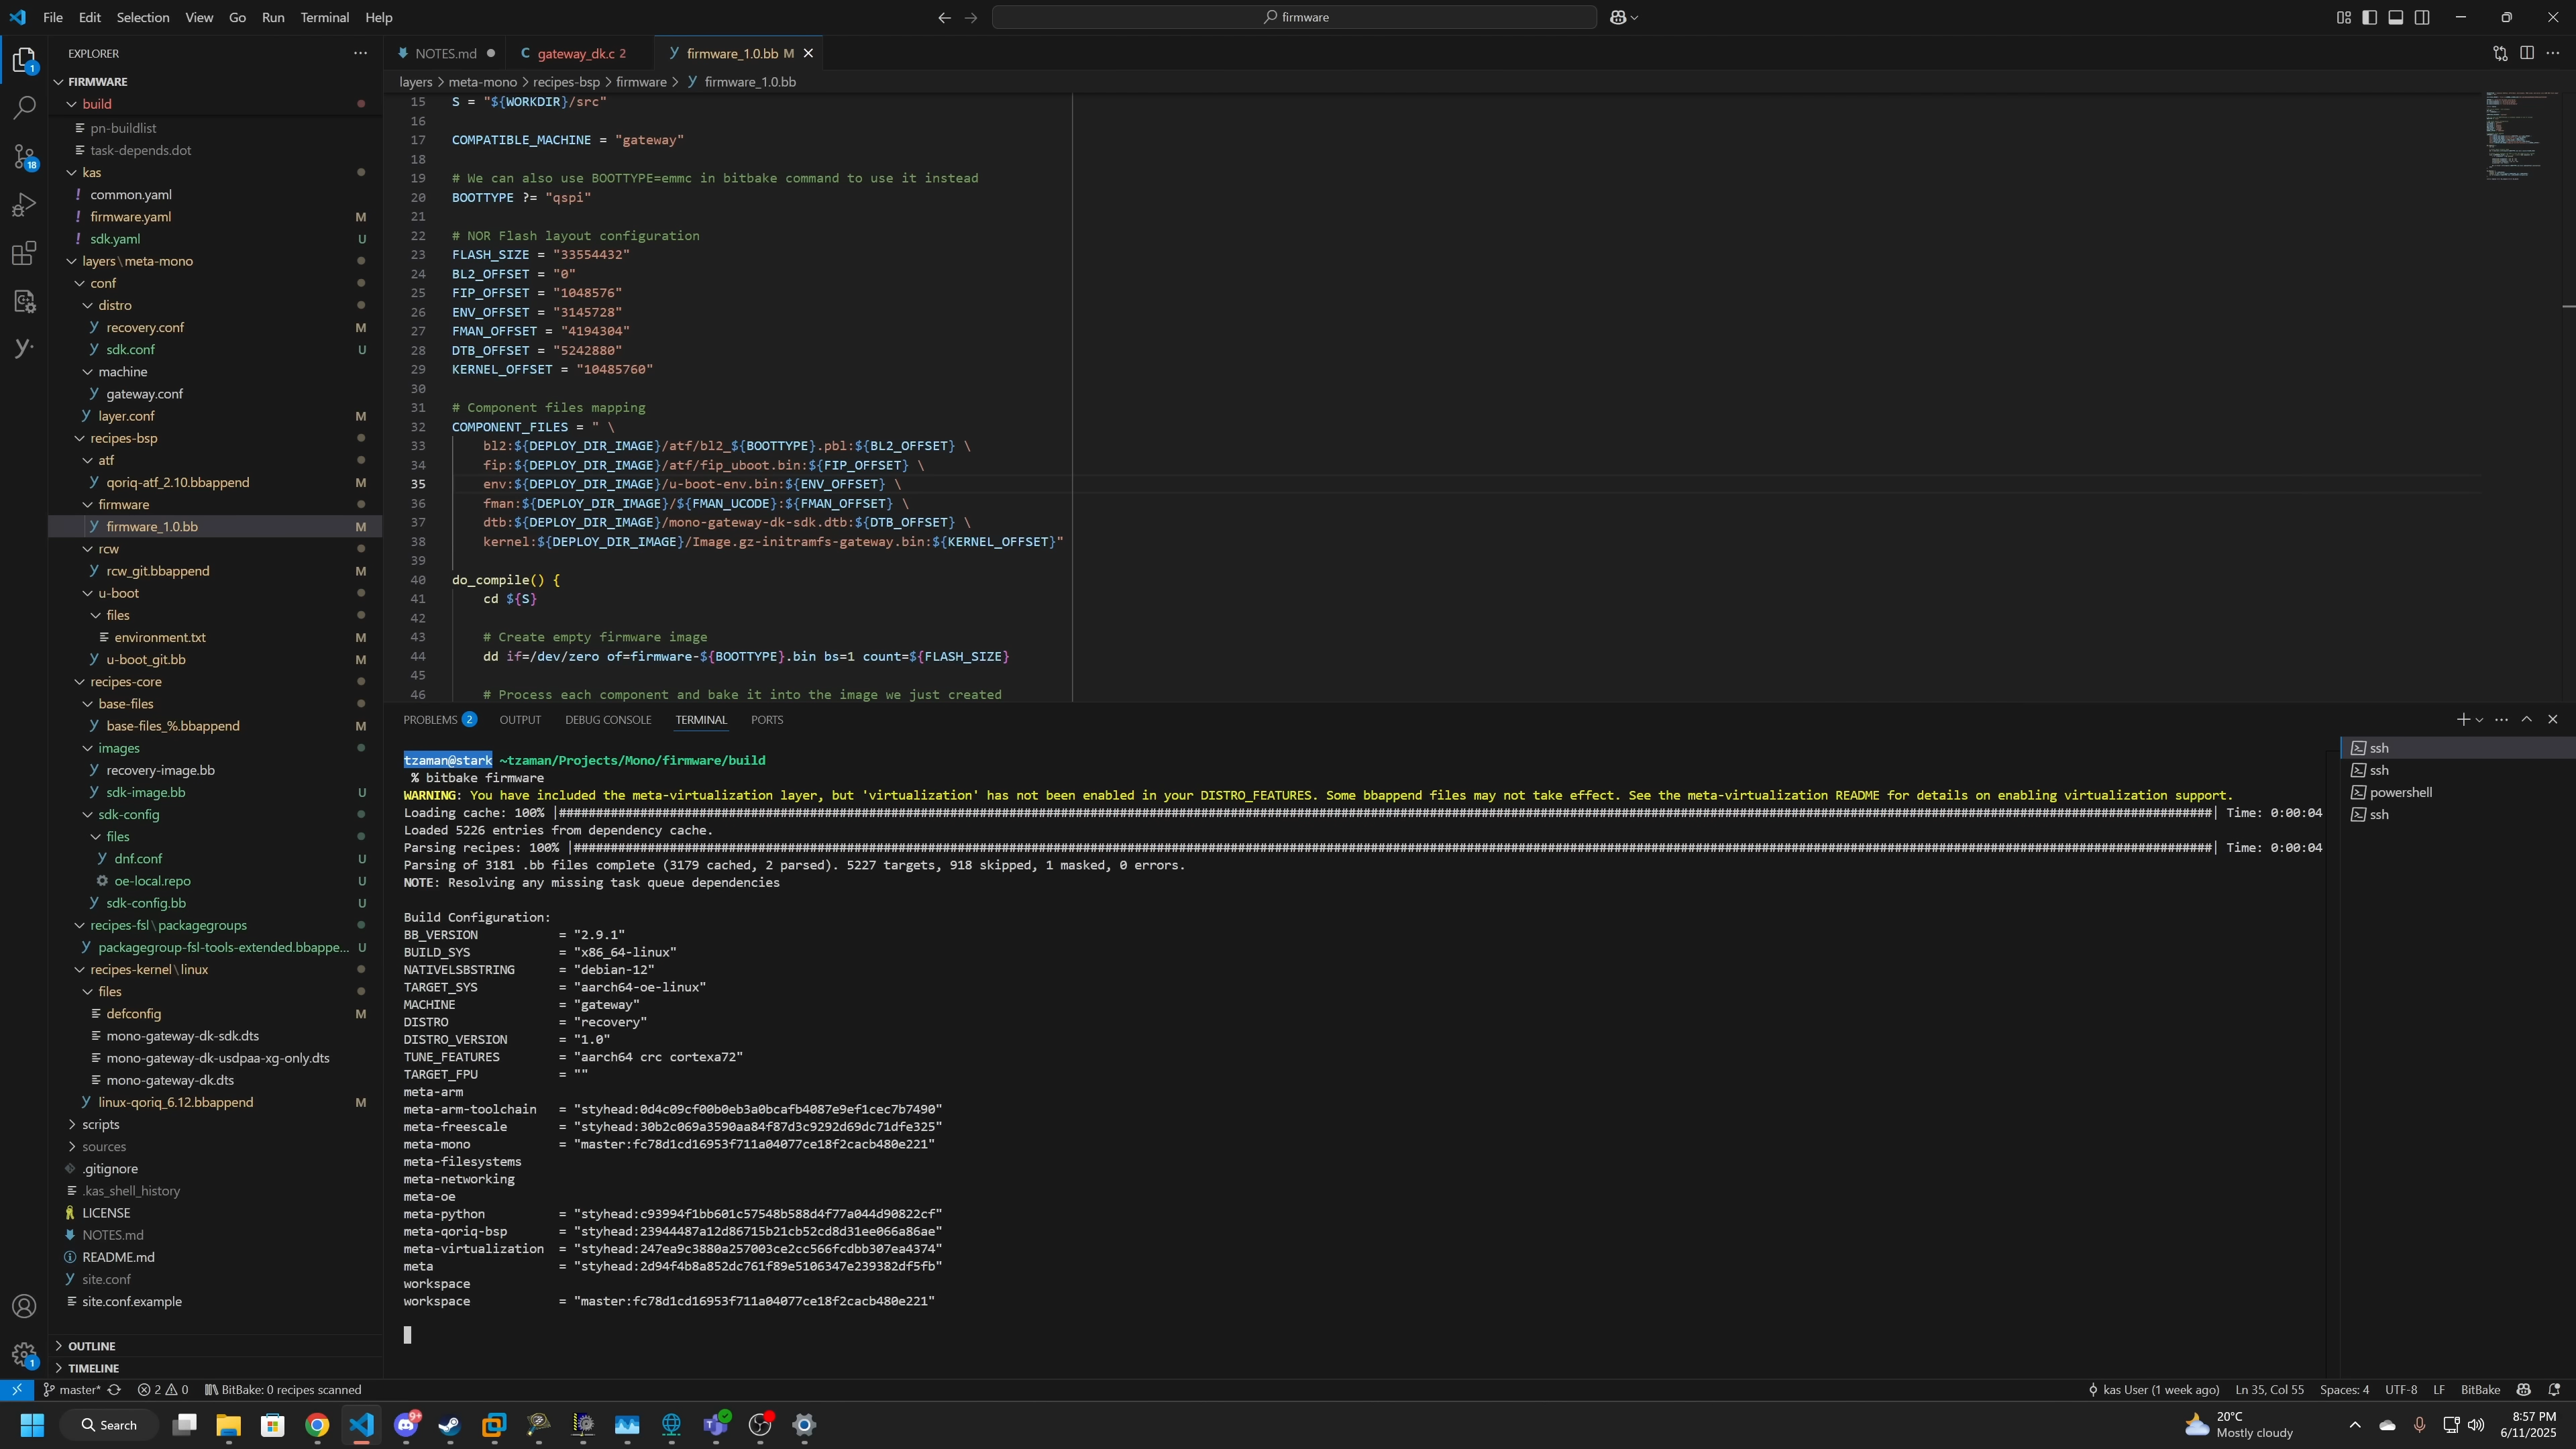 File Edit Selection View Go Run Terminal Help
firmware
EXPLORER
FIRMWARE
build
pn-buildlist
task-depends.dot
kas
common.yaml
firmware.yaml M
sdk.yaml U
layers\meta-mono
conf
distro
recovery.conf M
sdk.conf U
machine
gateway.conf
layer.conf M
recipes-bsp
atf
qoriq-atf_2.10.bbappend M
firmware
firmware_1.0.bb M
rcw
rcw_git.bbappend M
u-boot
files
environment.txt M
u-boot_git.bb M
recipes-core
base-files
base-files_%.bbappend M
images
recovery-image.bb
sdk-image.bb U
sdk-config
files
dnf.conf U
oe-local.repo U
sdk-config.bb U
recipes-fsl\packagegroups
packagegroup-fsl-tools-extended.bbappe... U
recipes-kernel\linux
files
defconfig M
mono-gateway-dk-sdk.dts
mono-gateway-dk-usdpaa-xg-only.dts
mono-gateway-dk.dts
linux-qoriq_6.12.bbappend M
scripts
sources
.gitignore
.kas_shell_history
LICENSE
NOTES.md
README.md
site.conf
site.conf.example
OUTLINE
TIMELINE
1
18
1
NOTES.md
C gateway_dk.c 2
firmware_1.0.bb M
layers > meta-mono > recipes-bsp > firmware > firmware_1.0.bb
15 S = "${WORKDIR}/src"
16
17 COMPATIBLE_MACHINE = "gateway"
18
19 # We can also use BOOTTYPE=emmc in bitbake command to use it instead
20 BOOTTYPE ?= "qspi"
21
22 # NOR Flash layout configuration
23 FLASH_SIZE = "33554432"
24 BL2_OFFSET = "0"
25 FIP_OFFSET = "1048576"
26 ENV_OFFSET = "3145728"
27 FMAN_OFFSET = "4194304"
28 DTB_OFFSET = "5242880"
29 KERNEL_OFFSET = "10485760"
30
31 # Component files mapping
32 COMPONENT_FILES = " \
33 bl2:${DEPLOY_DIR_IMAGE}/atf/bl2_${BOOTTYPE}.pbl:${BL2_OFFSET} \
34 fip:${DEPLOY_DIR_IMAGE}/atf/fip_uboot.bin:${FIP_OFFSET} \
35 env:${DEPLOY_DIR_IMAGE}/u-boot-env.bin:${ENV_OFFSET} \
36 fman:${DEPLOY_DIR_IMAGE}/${FMAN_UCODE}:${FMAN_OFFSET} \
37 dtb:${DEPLOY_DIR_IMAGE}/mono-gateway-dk-sdk.dtb:${DTB_OFFSET} \
38 kernel:${DEPLOY_DIR_IMAGE}/Image.gz-initramfs-gateway.bin:${KERNEL_OFFSET}"
39
40 do_compile() {
41 cd ${S}
42
43 # Create empty firmware image
44 dd if=/dev/zero of=firmware-${BOOTTYPE}.bin bs=1 count=${FLASH_SIZE}
45
46 # Process each component and bake it into the image we just created
PROBLEMS 2 OUTPUT DEBUG CONSOLE TERMINAL PORTS
ssh
ssh
powershell
ssh
tzaman@stark ~tzaman/Projects/Mono/firmware/build
% bitbake firmware
WARNING: You have included the meta-virtualization layer, but 'virtualization' has not been enabled in your DISTRO_FEATURES. Some bbappend files may not take effect. See the meta-virtualization README for details on enabling virtualization support.
Loading cache: 100% | Time: 0:00:04
Loaded 5226 entries from dependency cache.
Parsing recipes: 100% | Time: 0:00:04
Parsing of 3181 .bb files complete (3179 cached, 2 parsed). 5227 targets, 918 skipped, 1 masked, 0 errors.
NOTE: Resolving any missing task queue dependencies
Build Configuration:
BB_VERSION = "2.9.1"
BUILD_SYS = "x86_64-linux"
NATIVELSBSTRING = "debian-12"
TARGET_SYS = "aarch64-oe-linux"
MACHINE = "gateway"
DISTRO = "recovery"
DISTRO_VERSION = "1.0"
TUNE_FEATURES = "aarch64 crc cortexa72"
TARGET_FPU = ""
meta-arm
meta-arm-toolchain = "styhead:0d4c09cf00b0eb3a0bcafb4087e9ef1cec7b7490"
meta-freescale = "styhead:30b2c069a3590aa84f87d3c9292d69dc71dfe325"
meta-mono = "master:fc78d1cd16953f711a04077ce18f2cacb480e221"
meta-filesystems
meta-networking
meta-oe
meta-python = "styhead:c93994f1bb601c57548b588d4f77a044d90822cf"
meta-qoriq-bsp = "styhead:23944487a12d86715b21cb52cd8d31ee066a86ae"
meta-virtualization = "styhead:247ea9c3880a257003ce2cc566fcdbb307ea4374"
meta = "styhead:2d94f4b8a852dc761f89e5106347e239382df5fb"
workspace
workspace = "master:fc78d1cd16953f711a04077ce18f2cacb480e221"
master* 2 0 BitBake: 0 recipes scanned
kas User (1 week ago) Ln 35, Col 55 Spaces: 4 UTF-8 LF BitBake
Search
9+
20°C
Mostly cloudy
8:57 PM
6/11/2025